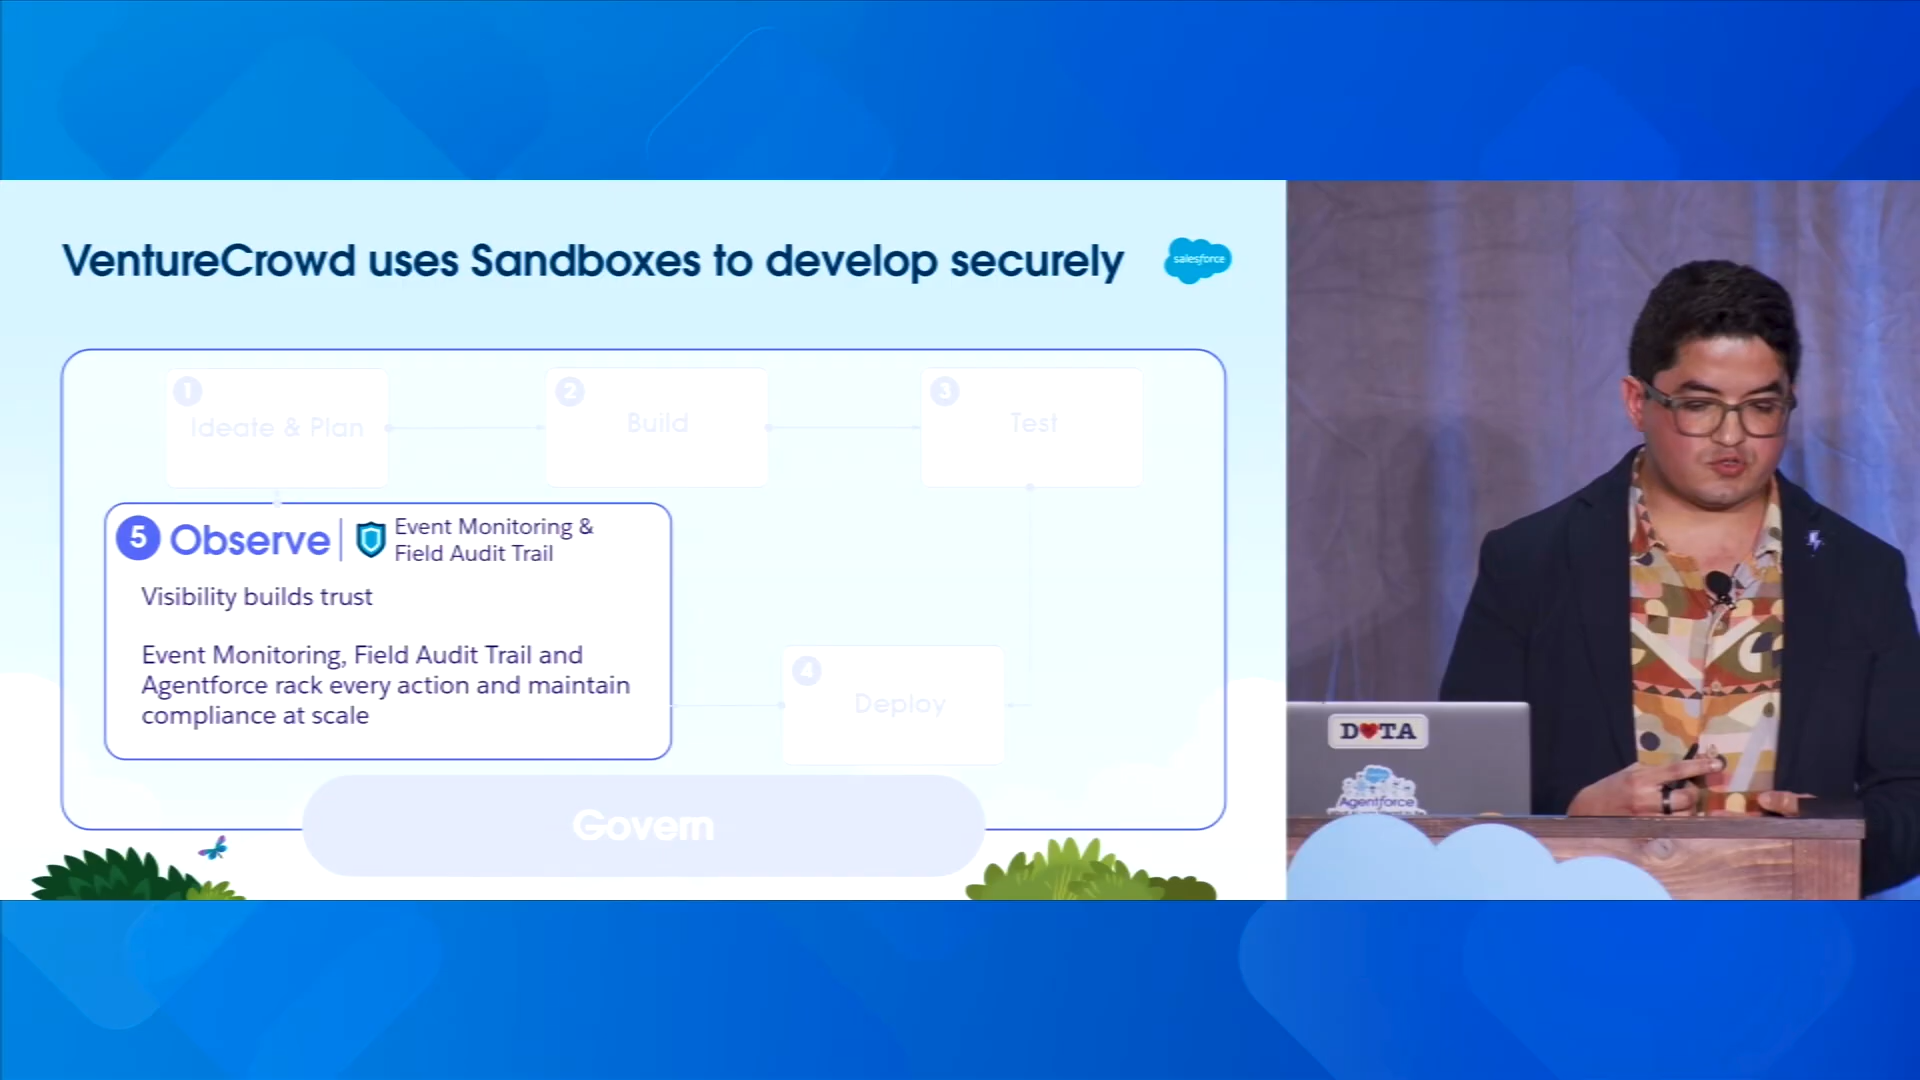 VentureCrowd uses Sandboxes to develop securely
salesforce
1
Ideate & Plan
2
Build
3
Test
5 Observe
Event Monitoring &
Field Audit Trail
Visibility builds trust
Event Monitoring, Field Audit Trail and
Agentforce rack every action and maintain
compliance at scale
4
Deploy
Govern
D TA
Agentforce